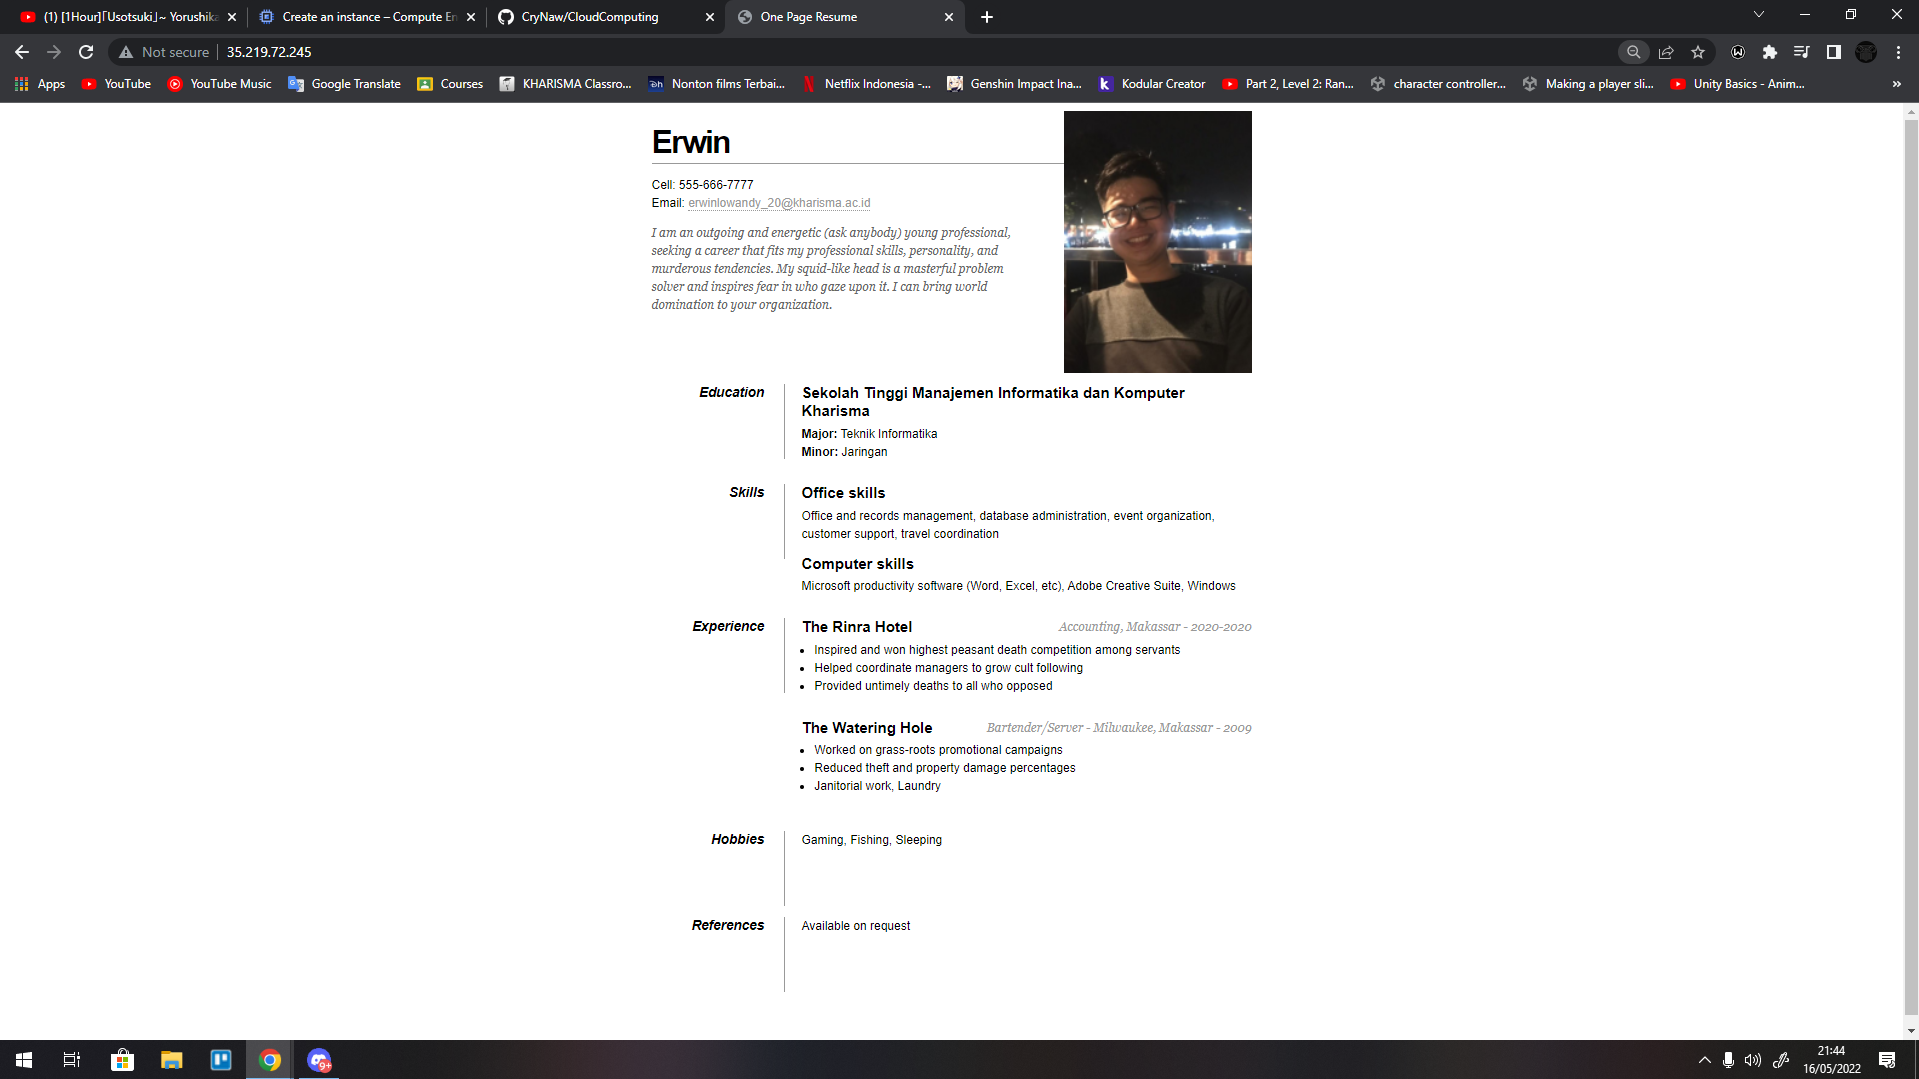 (1) [1Hour]「Usotsuki」~ Yorushika
Create an instance – Compute En
CryNaw/CloudComputing
One Page Resume
Not secure
35.219.72.245
Apps
YouTube
YouTube Music
Google Translate
Courses
KHARISMA Classro...
Nonton films Terbai...
Netflix Indonesia -...
Genshin Impact Ina...
Kodular Creator
Part 2, Level 2: Ran...
character controller...
Making a player sli...
Unity Basics - Anim...
»
Erwin
Cell: 555-666-7777
Email: erwinlowandy_20@kharisma.ac.id
I am an outgoing and energetic (ask anybody) young professional,
seeking a career that fits my professional skills, personality, and
murderous tendencies. My squid-like head is a masterful problem
solver and inspires fear in who gaze upon it. I can bring world
domination to your organization.
Education
Sekolah Tinggi Manajemen Informatika dan Komputer
Kharisma
Major: Teknik Informatika
Minor: Jaringan
Skills
Office skills
Office and records management, database administration, event organization,
customer support, travel coordination
Computer skills
Microsoft productivity software (Word, Excel, etc), Adobe Creative Suite, Windows
Experience
The Rinra Hotel
Accounting, Makassar - 2020-2020
• Inspired and won highest peasant death competition among servants
• Helped coordinate managers to grow cult following
• Provided untimely deaths to all who opposed
The Watering Hole
Bartender/Server - Milwaukee, Makassar - 2009
• Worked on grass-roots promotional campaigns
• Reduced theft and property damage percentages
• Janitorial work, Laundry
Hobbies
Gaming, Fishing, Sleeping
References
Available on request
9+
21:44
16/05/2022